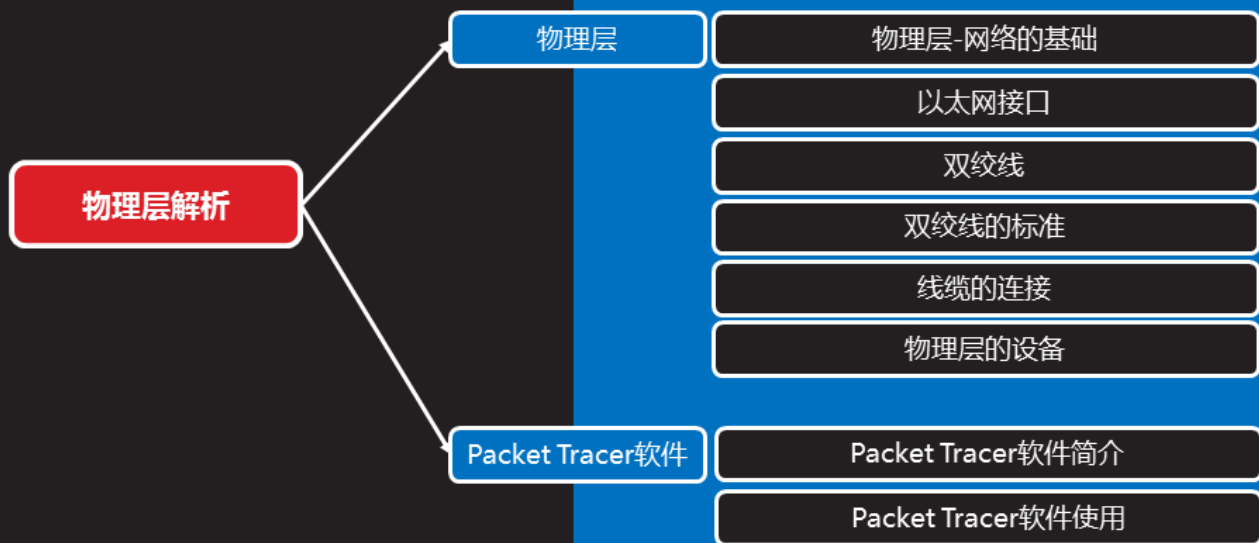 物理层解析
物理层
物理层-网络的基础
以太网接口
双绞线
双绞线的标准
线缆的连接
物理层的设备
Packet Tracer软件
Packet Tracer软件简介
Packet Tracer软件使用